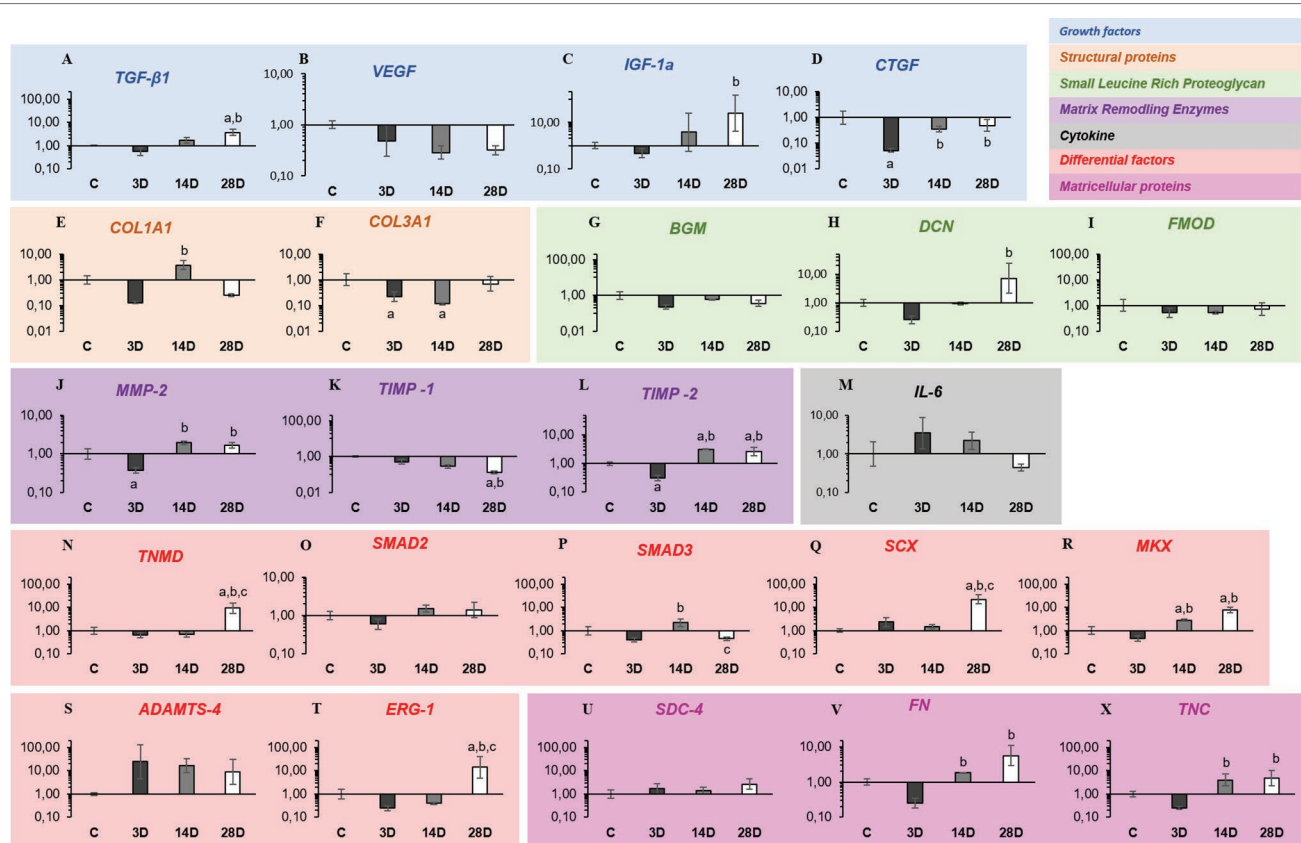 Growth factors
Structural proteins
Small Leucine Rich Proteoglycan
Matrix Remodling Enzymes
Cytokine
Differential factors
Matricellular proteins
A
TGF-β1
100,00
10,00
1,00
0,10
a,b
C 3D 14D 28D
B
VEGF
10,00
1,00
0,10
C 3D 14D 28D
C
IGF-1a
10,00
1,00
0,10
b
C 3D 14D 28D
D
CTGF
10,00
1,00
0,10
0,01
a b b
C 3D 14D 28D
E
COL1A1
10,00
1,00
0,10
0,01
b
C 3D 14D 28D
F
COL3A1
10,00
1,00
0,10
0,01
a a
C 3D 14D 28D
G
BGM
100,00
1,00
0,01
C 3D 14D 28D
H
DCN
10,00
1,00
0,10
b
C 3D 14D 28D
I
FMOD
100,00
10,00
1,00
0,10
0,01
C 3D 14D 28D
J
MMP-2
10,00
1,00
0,10
a b b
C 3D 14D 28D
K
TIMP -1
100,00
1,00
0,01
a,b
C 3D 14D 28D
L
TIMP -2
10,00
1,00
0,10
a a,b a,b
C 3D 14D 28D
M
IL-6
10,00
1,00
0,10
C 3D 14D 28D
N
TNMD
100,00
10,00
1,00
0,10
a,b,c
C 3D 14D 28D
O
SMAD2
10,00
1,00
0,10
C 3D 14D 28D
P
SMAD3
100,00
10,00
1,00
0,10
b c
C 3D 14D 28D
Q
SCX
100,00
10,00
1,00
0,10
a,b,c
C 3D 14D 28D
R
MKX
100,00
10,00
1,00
0,10
a,b a,b
C 3D 14D 28D
S
ADAMTS-4
100,00
10,00
1,00
0,10
C 3D 14D 28D
T
ERG-1
100,00
10,00
1,00
0,10
a,b,c
C 3D 14D 28D
U
SDC-4
100,00
10,00
1,00
0,10
C 3D 14D 28D
V
FN
10,00
1,00
0,10
b b
C 3D 14D 28D
X
TNC
100,00
10,00
1,00
0,10
b b
C 3D 14D 28D